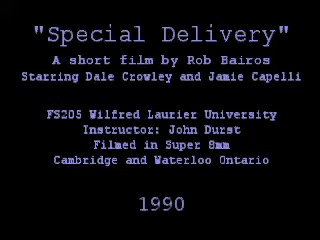 "Special Delivery"
A short film by Rob Bairos
Starring Dale Crowley and Jamie Capelli
FS205 Wilfred Laurier University
Instructor: John Durst
Filmed in Super 8mm
Cambridge and Waterloo Ontario
1990